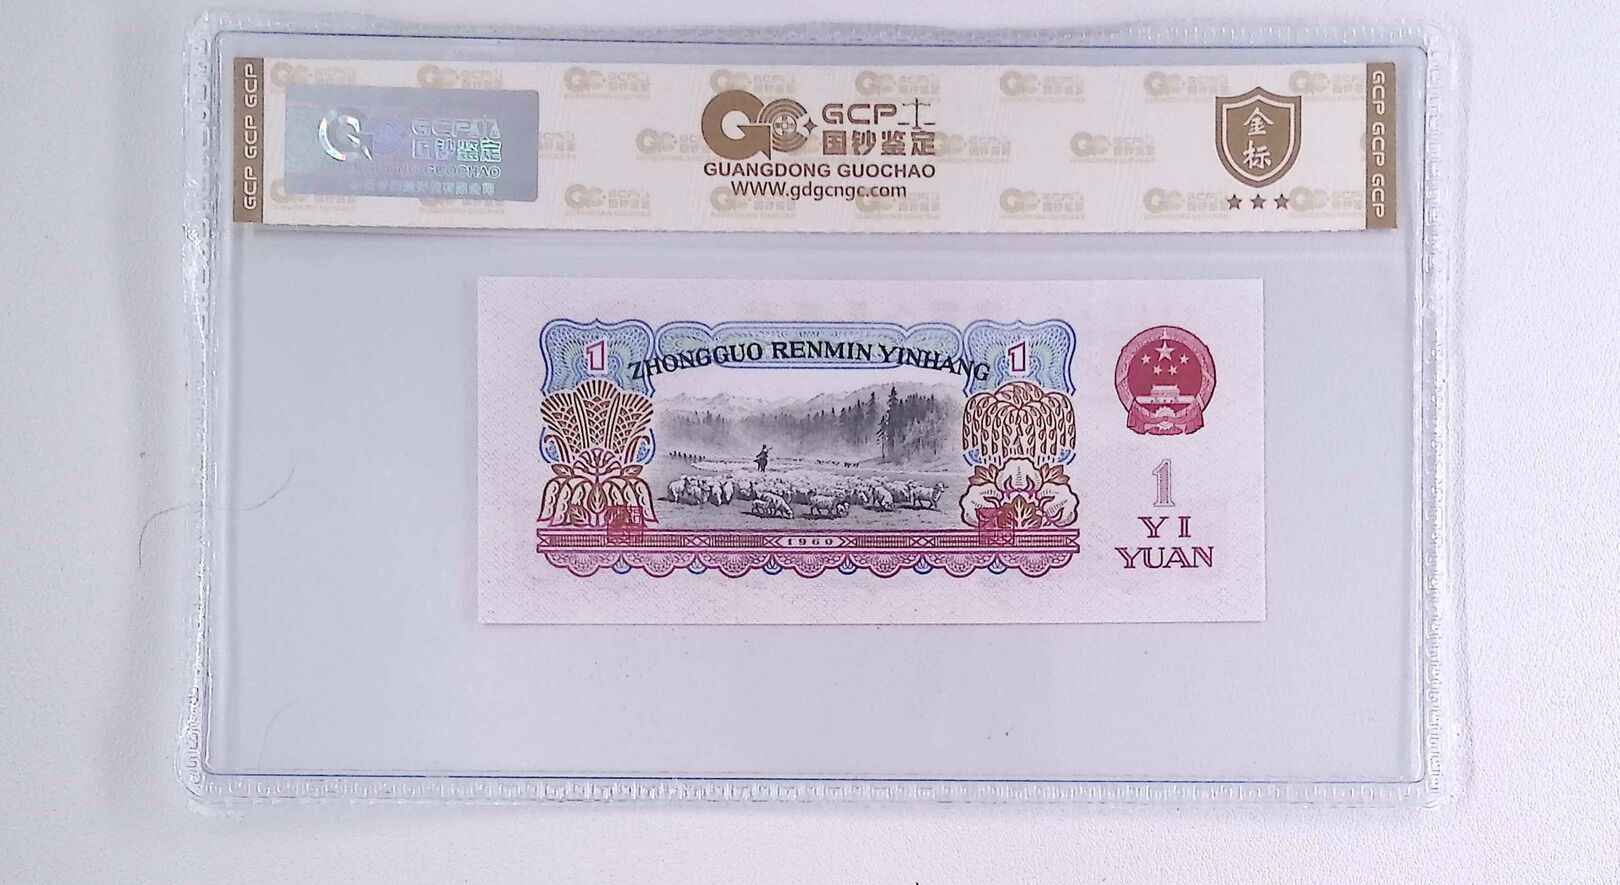 GCP GCP GCP
GCP
国钞鉴定
GUANGDONG GUOCHAO
GCP
国钞鉴定
GUANGDONG GUOCHAO
WWW.gdgcngc.com
金
标
GCP GCP GCP
1
ZHONGGUO RENMIN YINHANG
1
1960
1
YI
YUAN